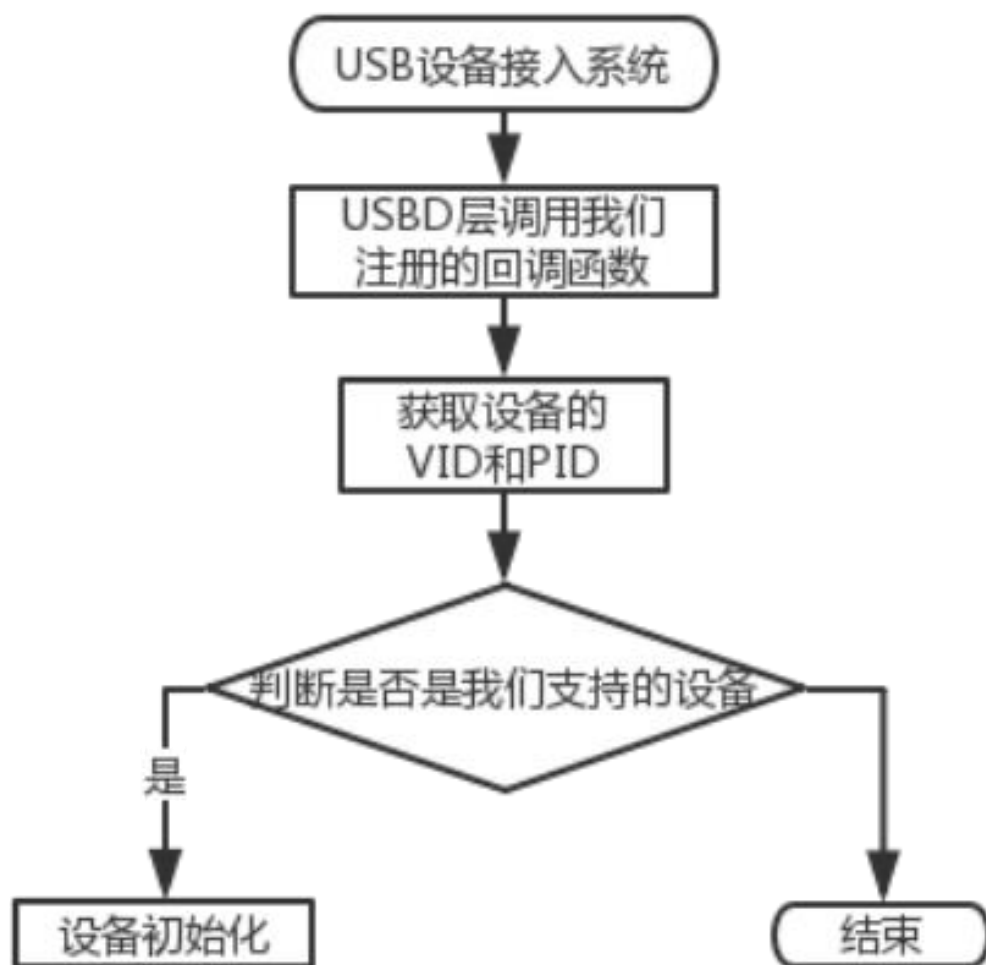 USB设备接入系统
USBD层调用我们
注册的回调函数
获取设备的
VID和PID
判断是否是我们支持的设备
是
设备初始化
结束